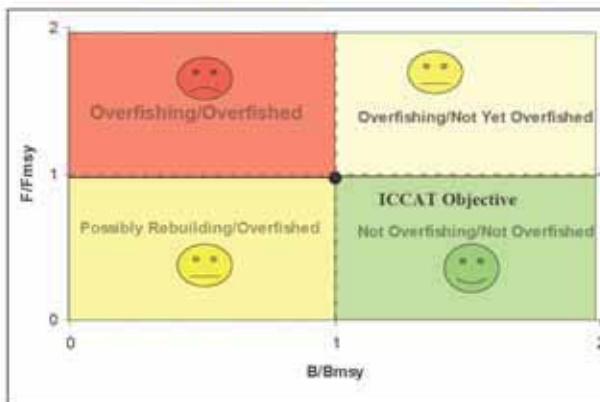 2
Overfishing/Overfished
Overfishing/Not Yet Overfished
F/Fmsy
1
ICCAT Objective
Possibly Rebuilding/Overfished
Not Overfishing/Not Overfished
0
0 1 2
B/Bmsy